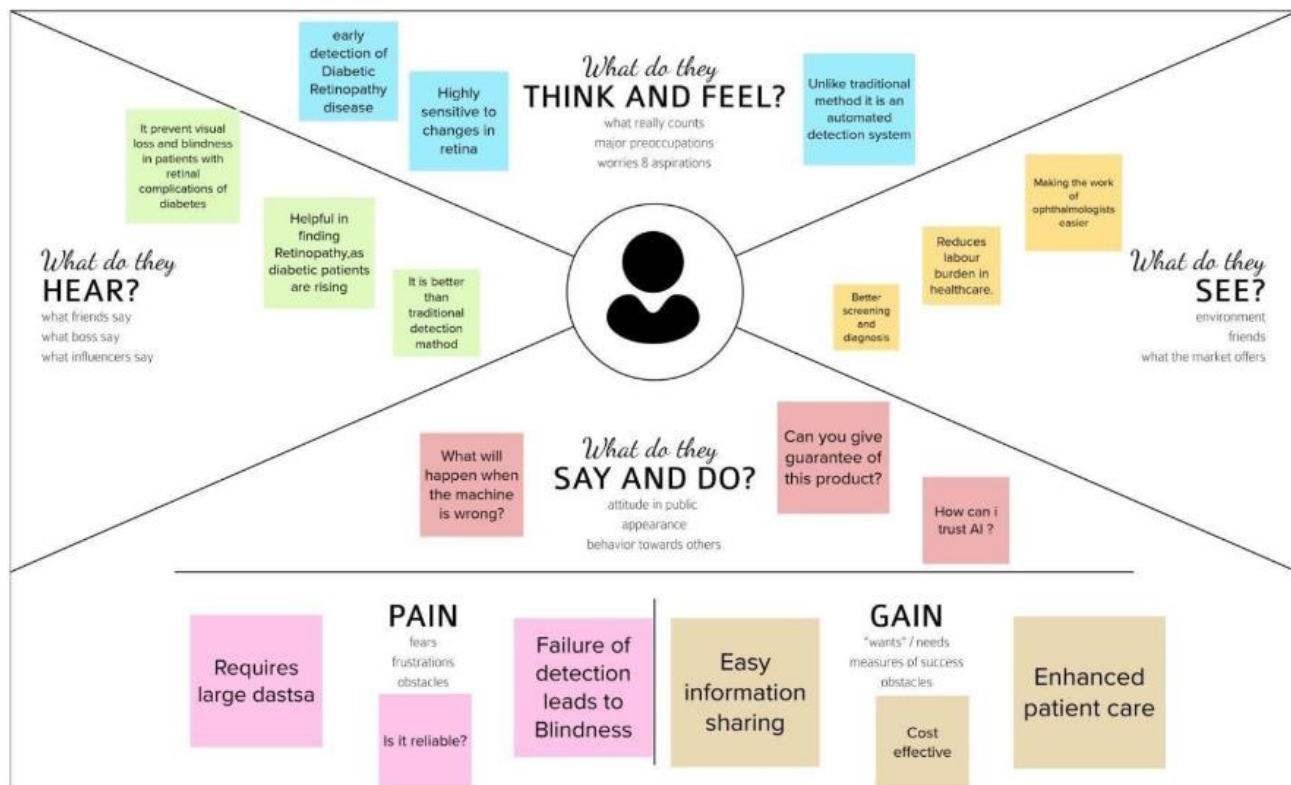 early
detection of
Diabetic
Retinopathy
disease
Highly
sensitive to
changes in
retina
What do they
THINK AND FEEL?
what really counts
major preoccupations
worries 8 aspirations
Unlike traditional
method it is an
automated
detection system
It prevent visual
loss and blindness
in patients with
retinal
complications of
diabetes
Helpful in
finding
Retinopathy,as
diabetic patients
are rising
It is better
than
traditional
detection
mathod
What do they
HEAR?
what friends say
what boss say
what influencers say
Making the work
of
ophthalmologists
easier
Reduces
labour
burden in
healthcare.
Better
screening
and
diagnosis
What do they
SEE?
environment
friends
what the market offers
What will
happen when
the machine
is wrong?
What do they
SAY AND DO?
attitude in public
appearance
behavior towards others
Can you give
guarantee of
this product?
How can i
trust AI ?
PAIN
fears
frustrations
obstacles
Requires
large dastsa
Is it reliable?
Failure of
detection
leads to
Blindness
GAIN
"wants" / needs
measures of success
obstacles
Easy
information
sharing
Cost
effective
Enhanced
patient care